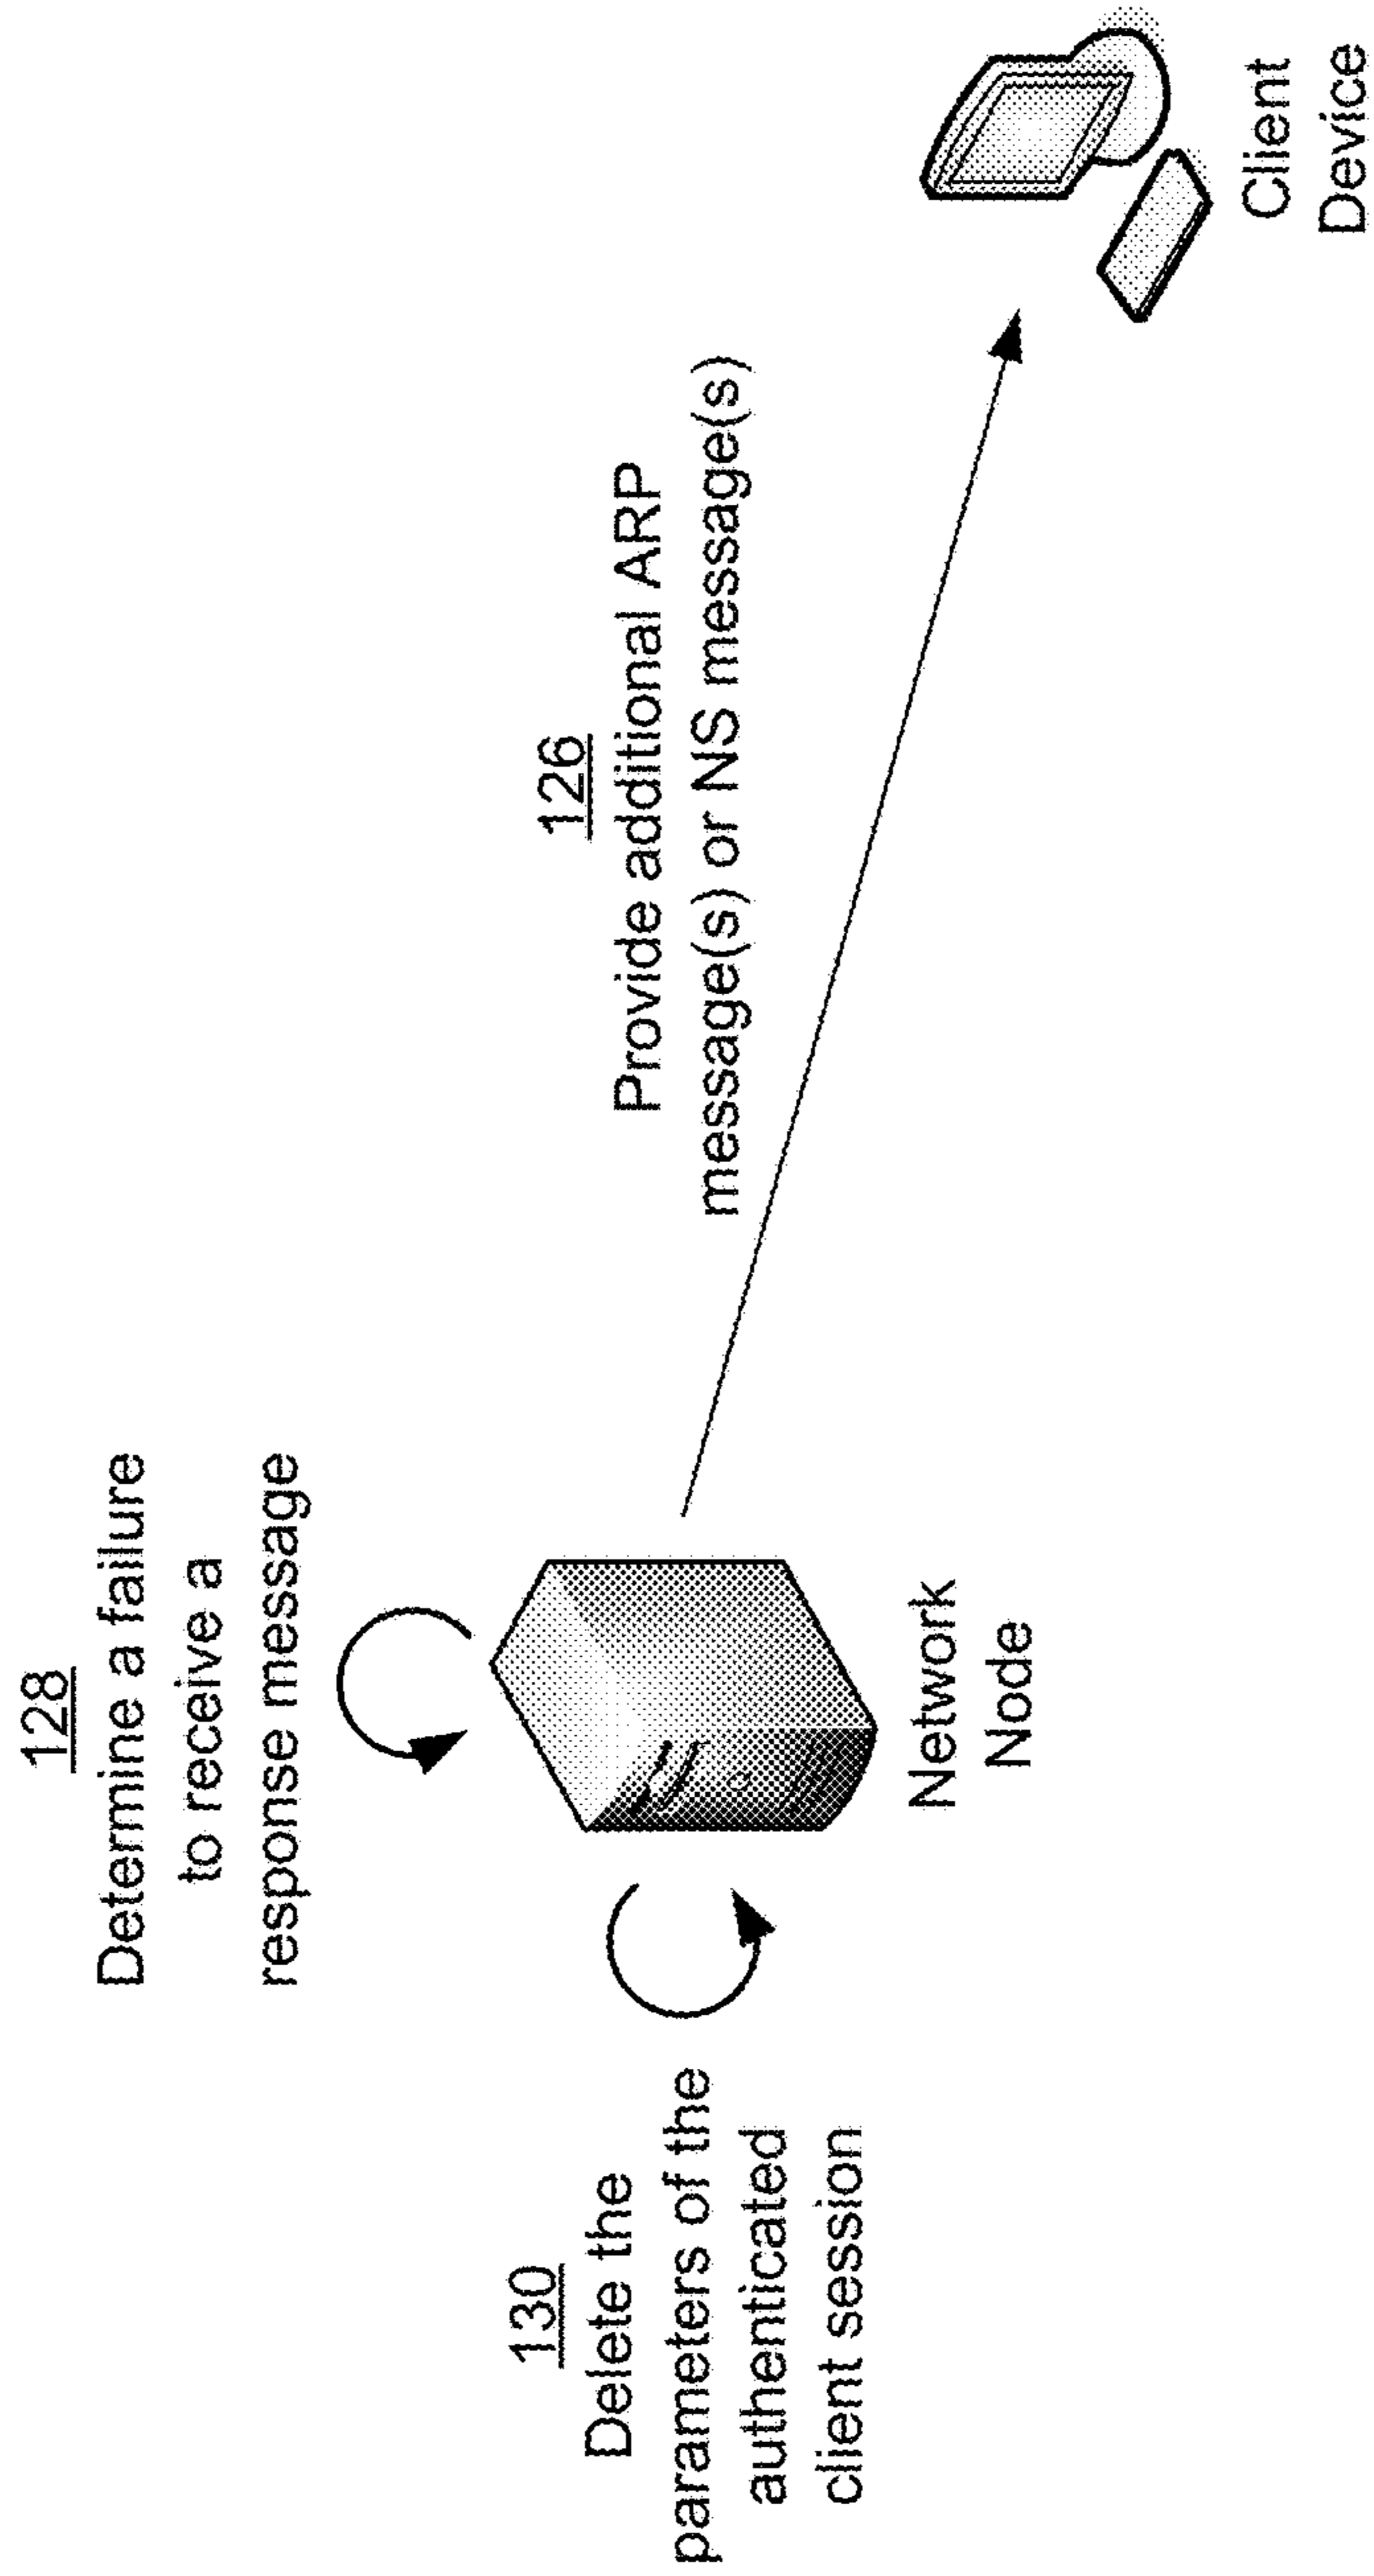 128
Determine a failure
to receive a
response message
126
Provide additional ARP
message(s) or NS message(s)
130
Delete the
parameters of the
authenticated
client session
Network
Node
Client
Device